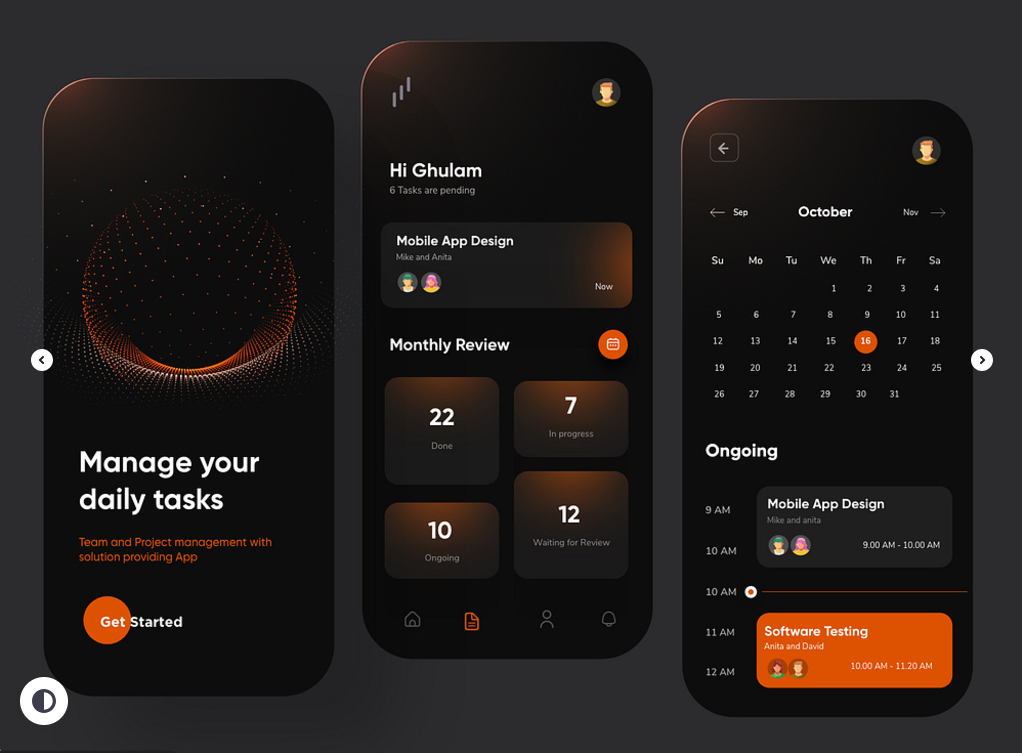 Manage your
daily tasks
Team and Project management with
solution providing App
Get Started
Hi Ghulam
6 Tasks are pending
Mobile App Design
Mike and Anita
Now
Monthly Review
22
Done
7
In progress
10
Ongoing
12
Waiting for Review
Sep October Nov
Su Mo Tu We Th Fr Sa
1 2 3 4
5 6 7 8 9 10 11
12 13 14 15 16 17 18
19 20 21 22 23 24 25
26 27 28 29 30 31
Ongoing
9 AM
Mobile App Design
Mike and anita
9.00 AM - 10.00 AM
10 AM
10 AM
11 AM
Software Testing
Anita and David
10.00 AM - 11.20 AM
12 AM